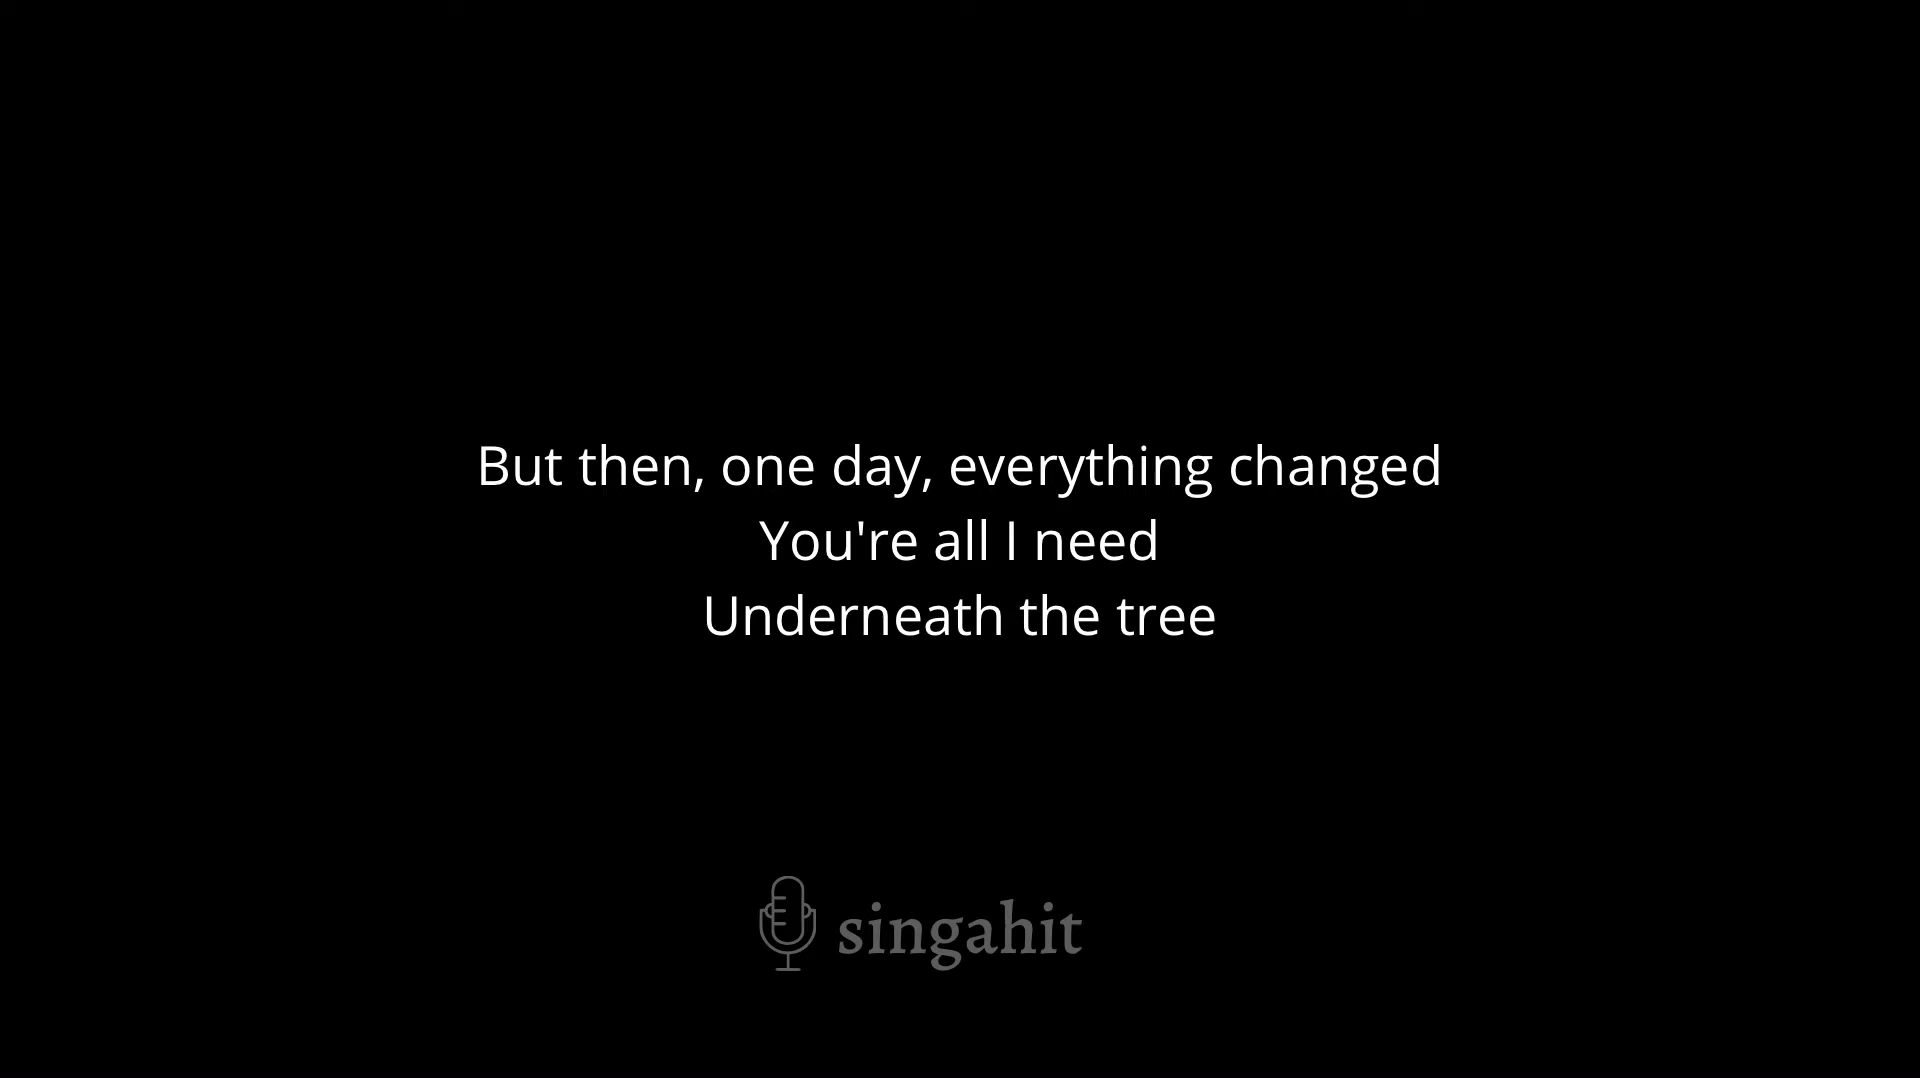 But then, one day, everything changed
You're all I need
Underneath the tree
singahit